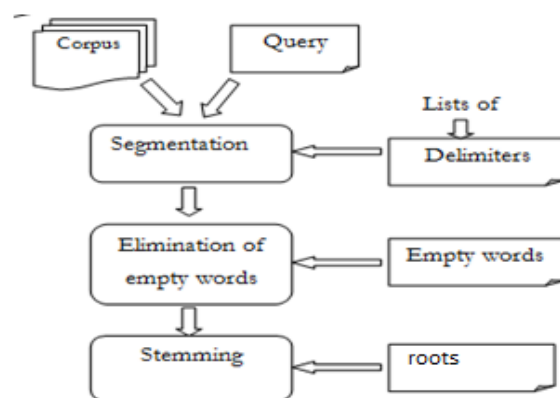 Corpus
Query
Lists of
Segmentation
Delimiters
Elimination of
empty words
Empty words
Stemming
roots